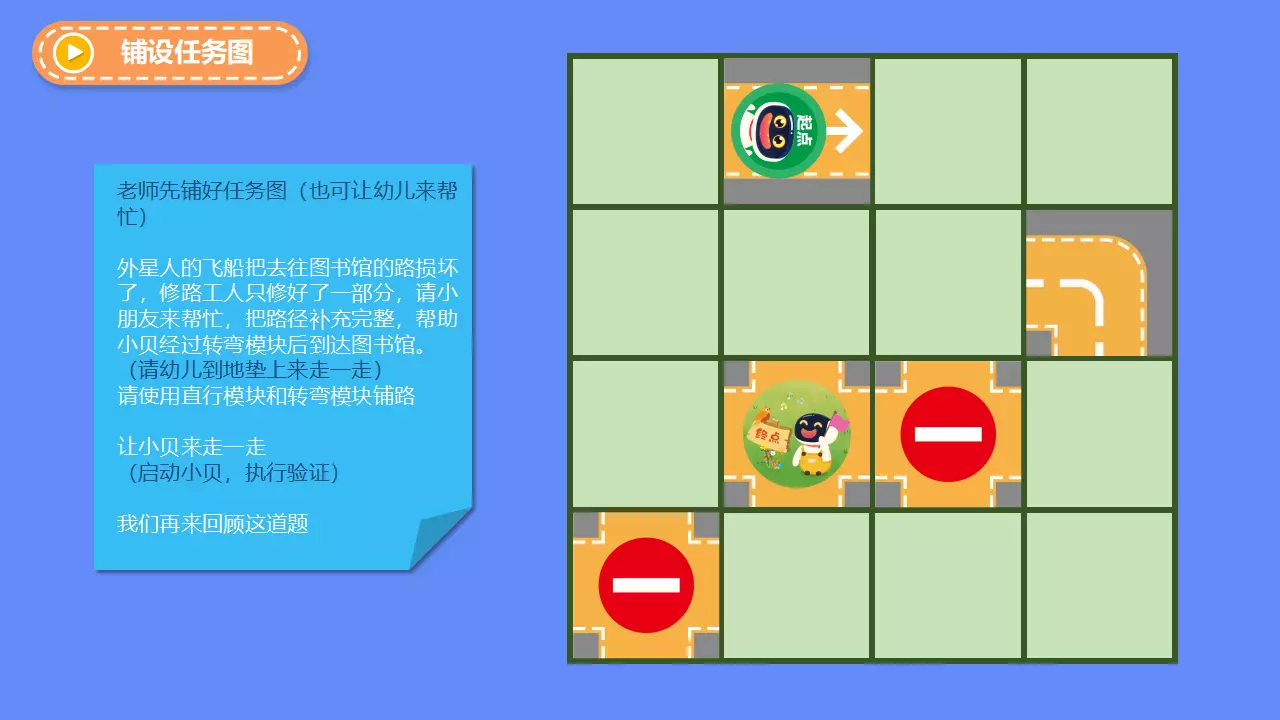 铺设任务图
老师先铺好任务图（也可让幼儿来帮
忙）
外星人的飞船把去往图书馆的路损坏
了，修路工人只修好了一部分，请小
朋友来帮忙，把路径补充完整，帮助
小贝经过转弯模块后到达图书馆。
（请幼儿到地垫上来走一走）
请使用直行模块和转弯模块铺路
让小贝来走一走
（启动小贝，执行验证）
我们再来回顾这道题
起点
终点